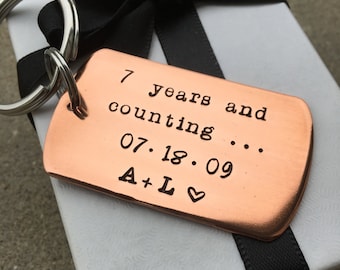 7 years and
counting ...
07·18·09
A+L ♡